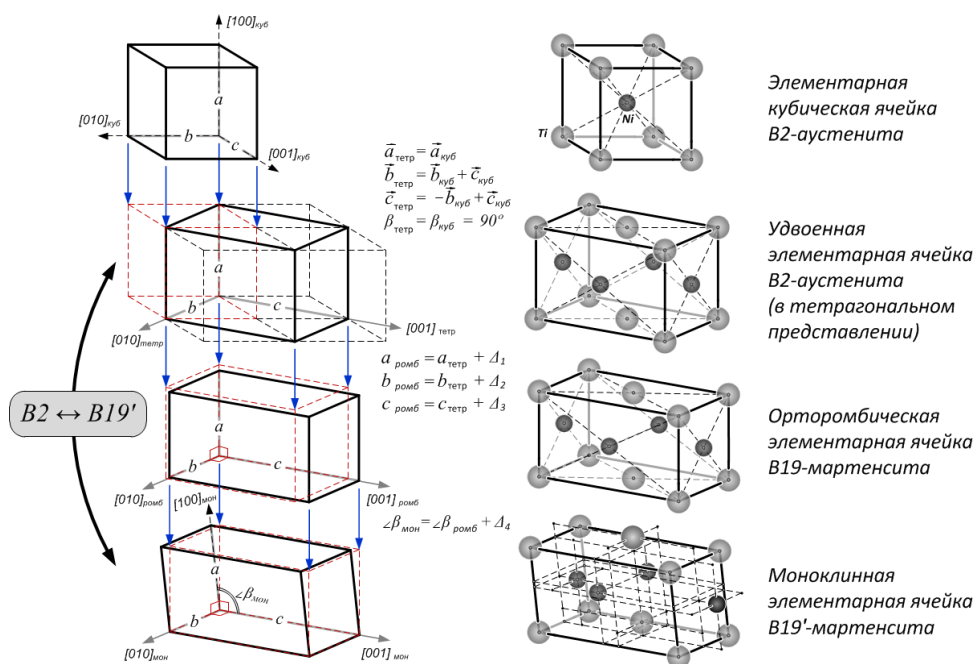 [100]куб
a
[010]куб
b
c
[001]куб
Ti
Ni
Элементарная
кубическая ячейка
B2-аустенита
a⃗тетр = a⃗куб
b⃗тетр = b⃗куб + c⃗куб
c⃗тетр = −b⃗куб + c⃗куб
βтетр = βкуб = 90°
a
b
c
[010]тетр
[001] тетр
Удвоенная
элементарная ячейка
B2-аустенита
(в тетрагональном
представлении)
a ромб = a тетр + Δ1
b ромб = b тетр + Δ2
c ромб = c тетр + Δ3
B2 ↔ B19'
a
b
c
[010]ромб
[001] ромб
Орторомбическая
элементарная ячейка
B19-мартенсита
[100]мон
∠βмон = ∠β ромб + Δ4
a
∠βмон
b
c
[010]мон
[001] мон
Моноклинная
элементарная ячейка
B19'-мартенсита